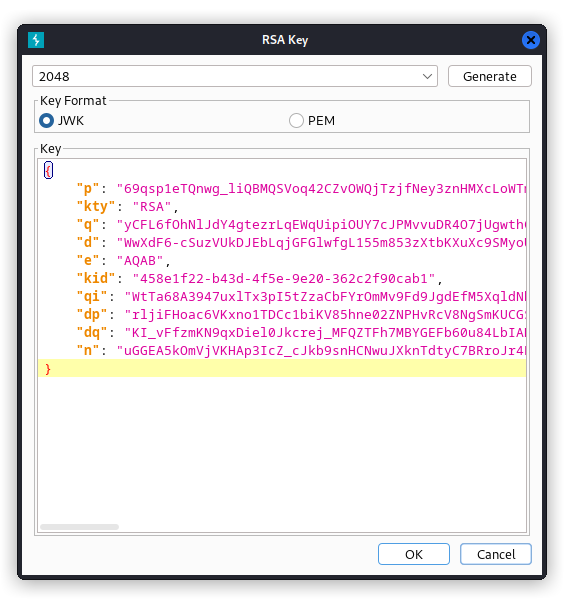 RSA Key
2048
Generate
Key Format
JWK
PEM
Key
{
"p": "69qsp1eTQnwg_liQBMQSVoq42CZvOWQjTzjfNey3znHMXcLoWTn
"kty": "RSA",
"q": "yCFL6fOhNlJdY4gtezrLqEWqUipiOUY7cJPMvvuDR4O7jUgwth
"d": "WwXdF6-cSuzVUkDJEbLqjGFGlwfgL155m853zXtbKXuXc9SMyo
"e": "AQAB",
"kid": "458e1f22-b43d-4f5e-9e20-362c2f90cab1",
"qi": "WtTa68A3947uxlTx3pI5tZzaCbFYrOmMv9Fd9JgdEfM5XqldN
"dp": "rljiFHoac6VKxno1TDCc1biKV85hne02ZNPHvRcV8NgSmKUCG
"dq": "KI_vFfzmKN9qxDiel0Jkcrej_MFQZTFh7MBYGEFb60u84LbIA
"n": "uGGEA5kOmVjVKHAp3IcZ_cJkb9snHCNwuJXknTdtyC7BRroJr4
}
OK
Cancel